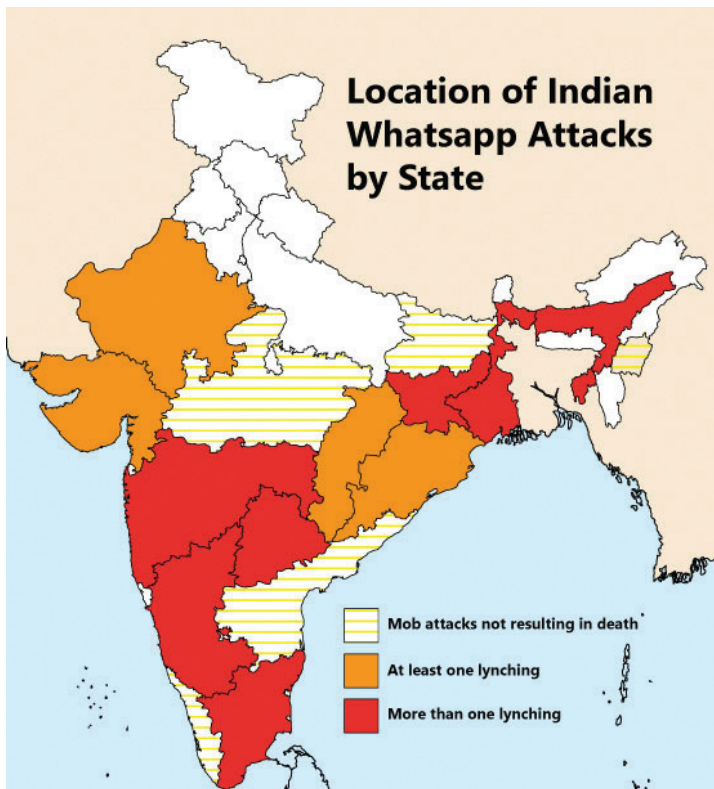 Location of Indian
Whatsapp Attacks
by State
Mob attacks not resulting in death
At least one lynching
More than one lynching